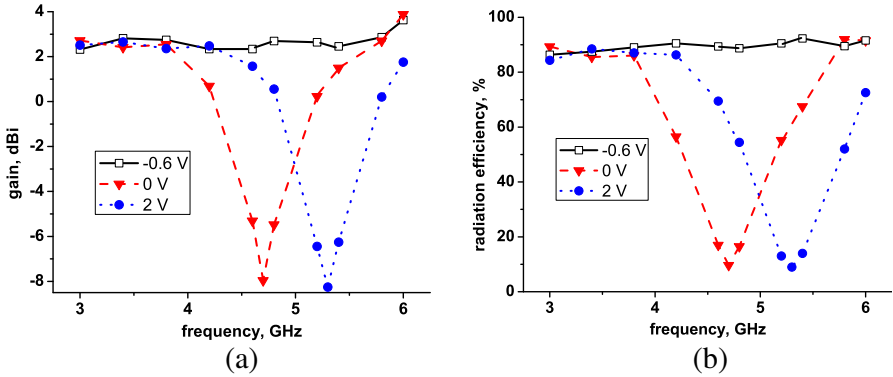 4
2
0
-2
-4
-6
-8
gain, dBi
-0.6 V
0 V
2 V
3 4 5 6
frequency, GHz
(a)
100
80
60
40
20
0
radiation efficiency, %
-0.6 V
0 V
2 V
3 4 5 6
frequency, GHz
(b)